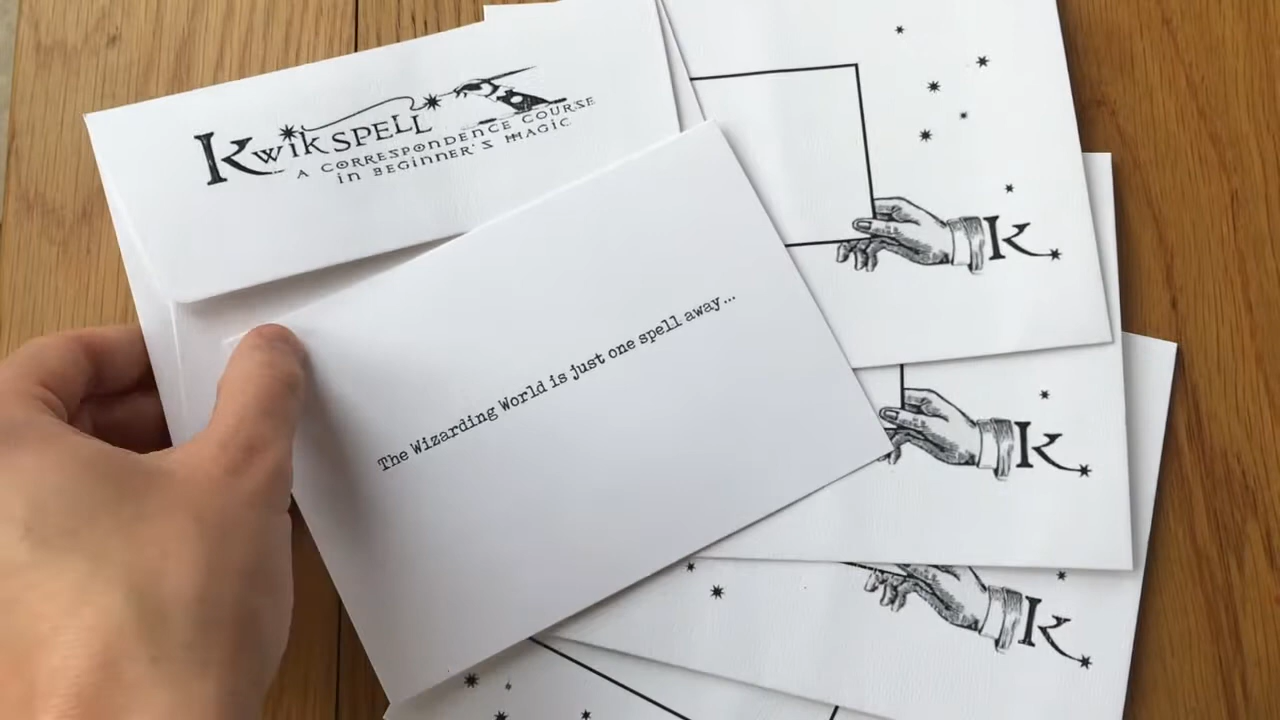 KwikSPELL
A CORRESPONDENCE COURSE
in BEGINNER'S MAGIC
The Wizarding World is just one spell away...
K
K
K